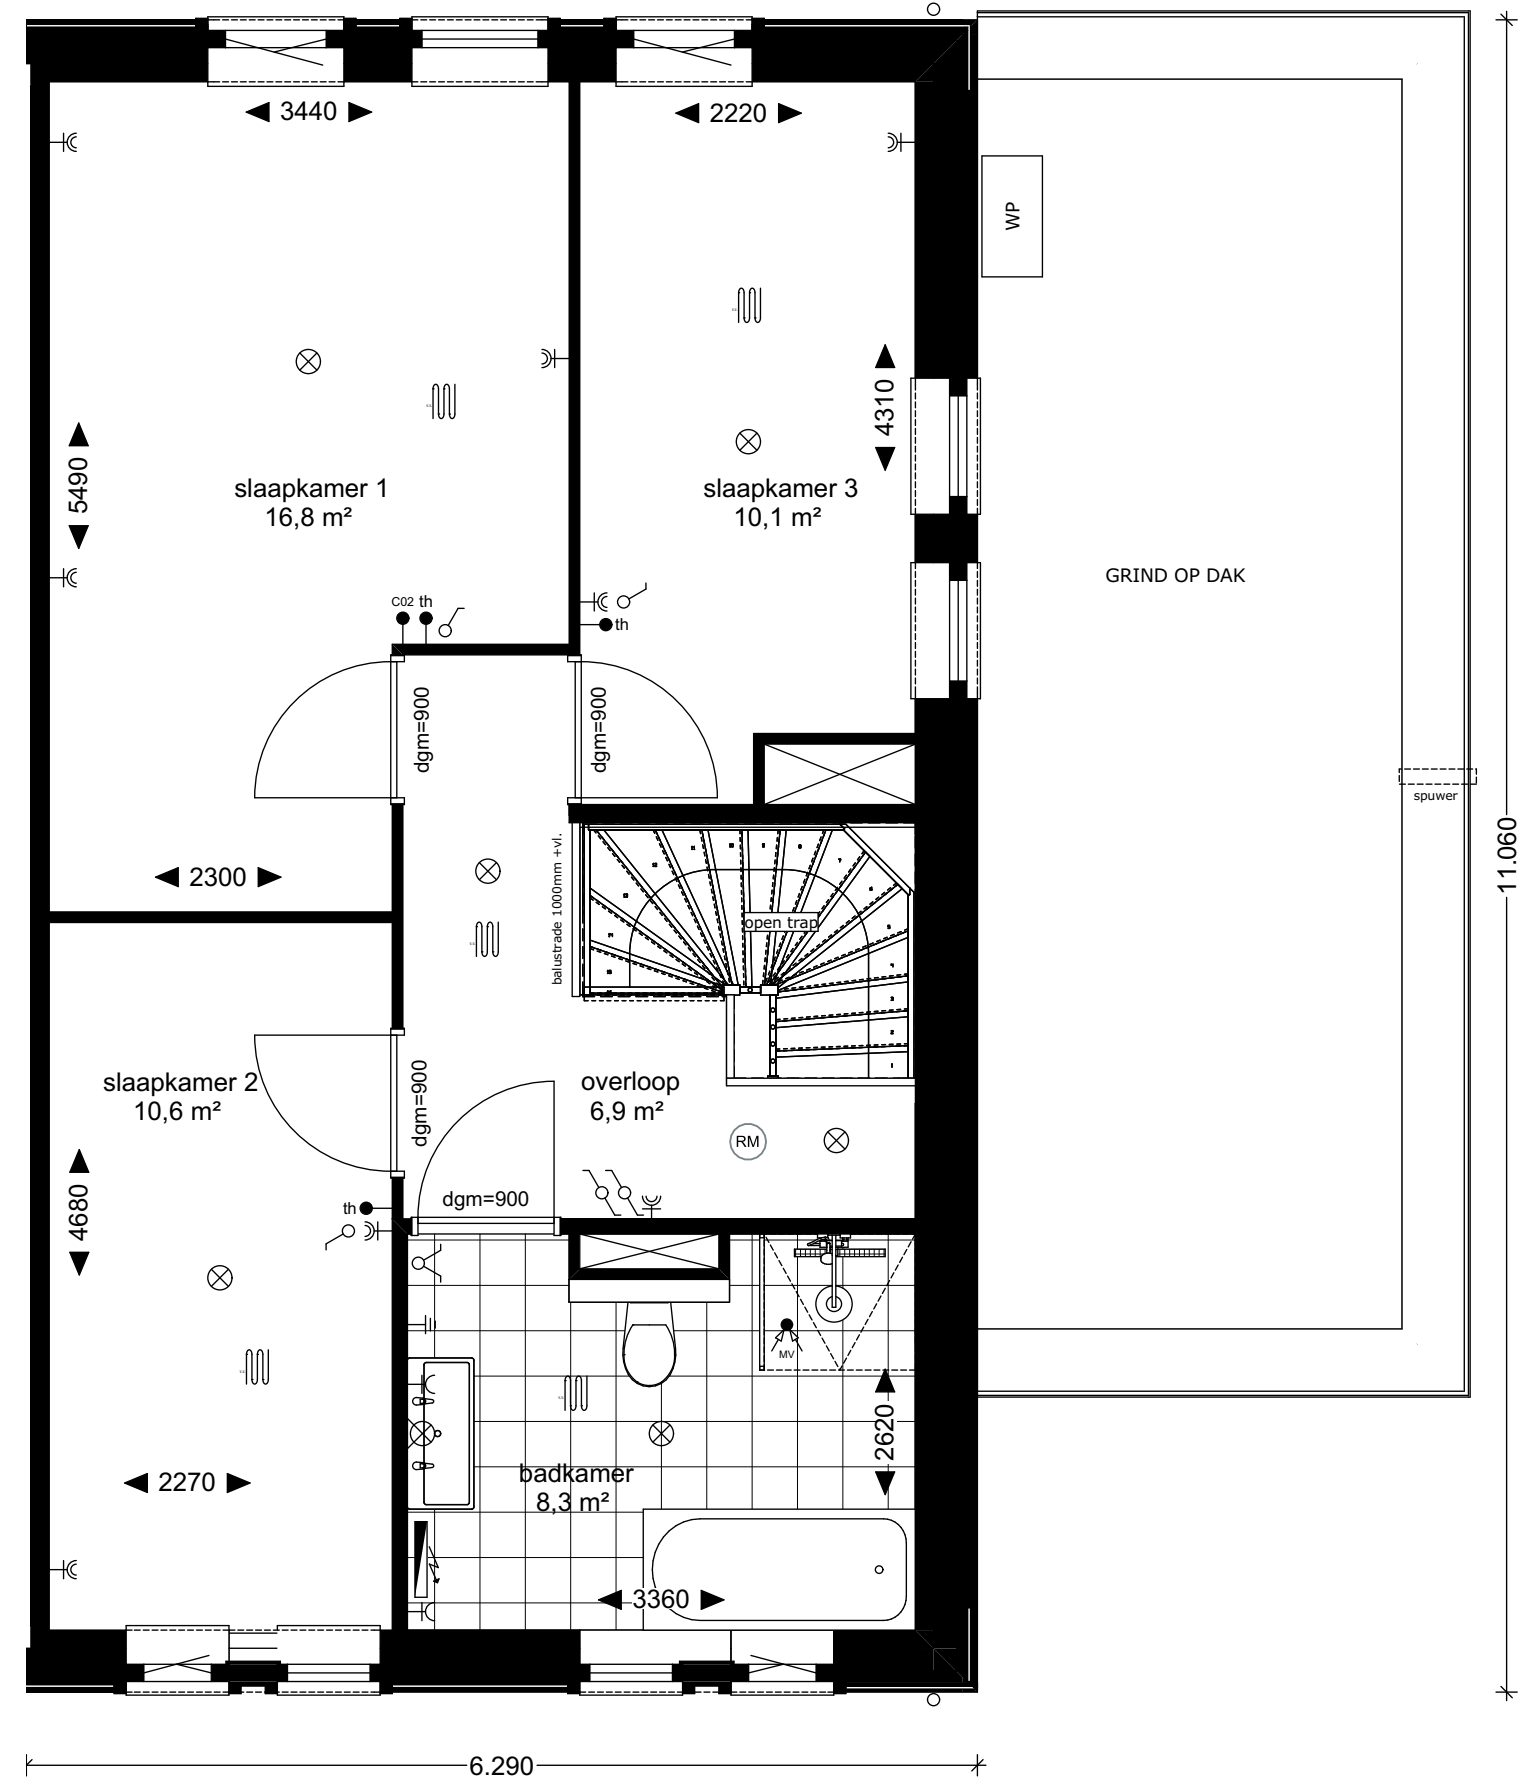 3440
2220
WP
4310
5490
slaapkamer 1
16,8 m²
slaapkamer 3
10,1 m²
GRIND OP DAK
C02 th
th
dgm=900
dgm=900
spuwer
11.060
2300
balustrade 1000mm +vl.
open trap
slaapkamer 2
10,6 m²
dgm=900
overloop
6,9 m²
RM
4680
th
dgm=900
MV
2620
badkamer
8,3 m²
2270
3360
6.290